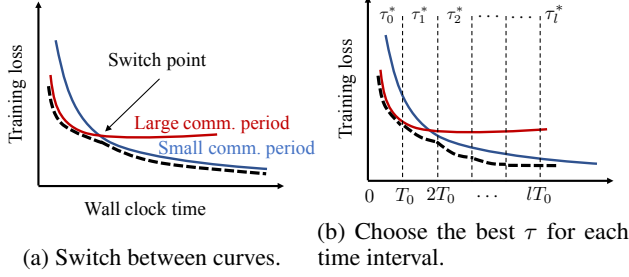 Training loss
Switch point
Large comm. period
Small comm. period
Wall clock time
(a) Switch between curves.
τ₀* τ₁* τ₂* ...... τₗ*
Training loss
0 T₀ 2T₀ ... lT₀
(b) Choose the best τ for each
time interval.